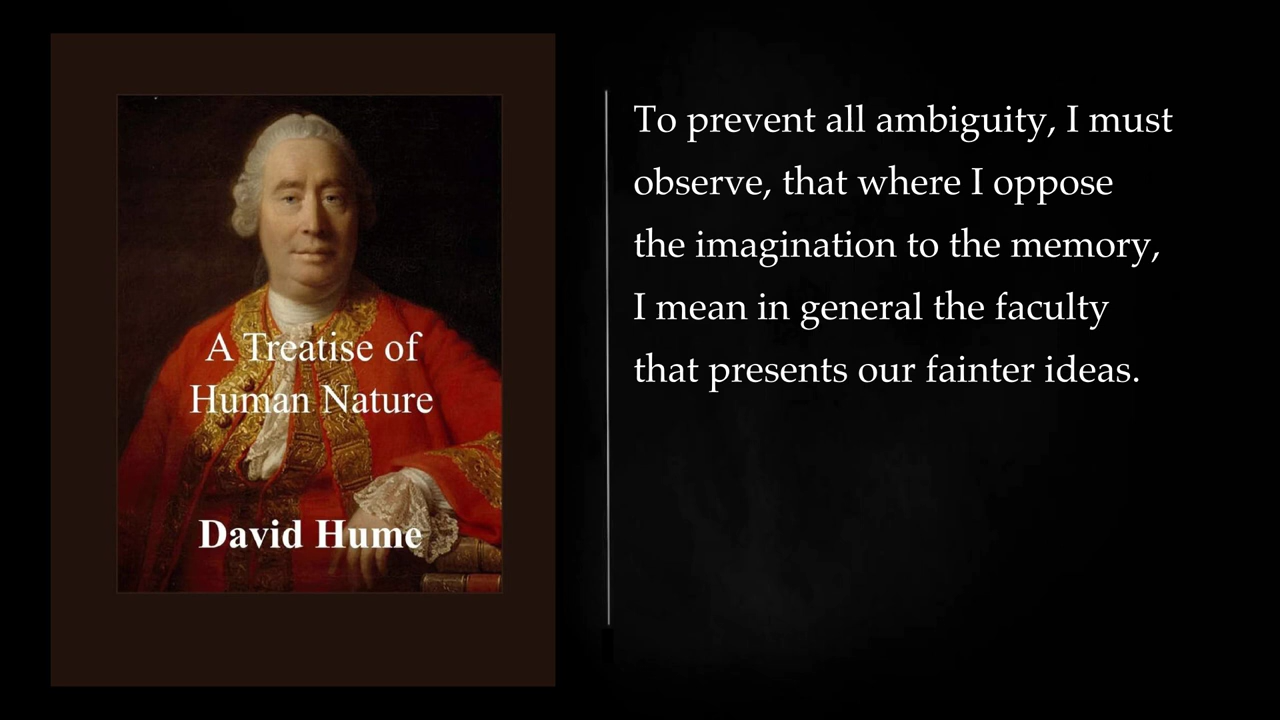 A Treatise of
Human Nature
David Hume
To prevent all ambiguity, I must
observe, that where I oppose
the imagination to the memory,
I mean in general the faculty
that presents our fainter ideas.